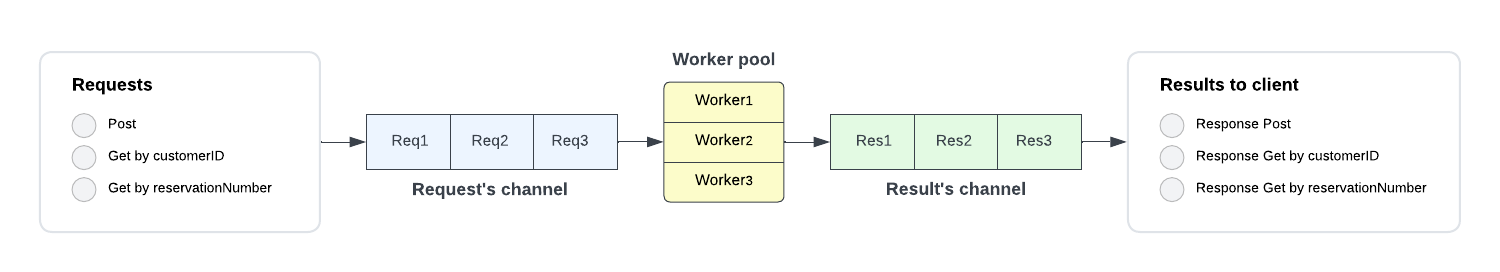 Requests
Post
Get by customerID
Get by reservationNumber
Req1
Req2
Req3
Request's channel
Worker pool
Worker1
Worker2
Worker3
Res1
Res2
Res3
Result's channel
Results to client
Response Post
Response Get by customerID
Response Get by reservationNumber